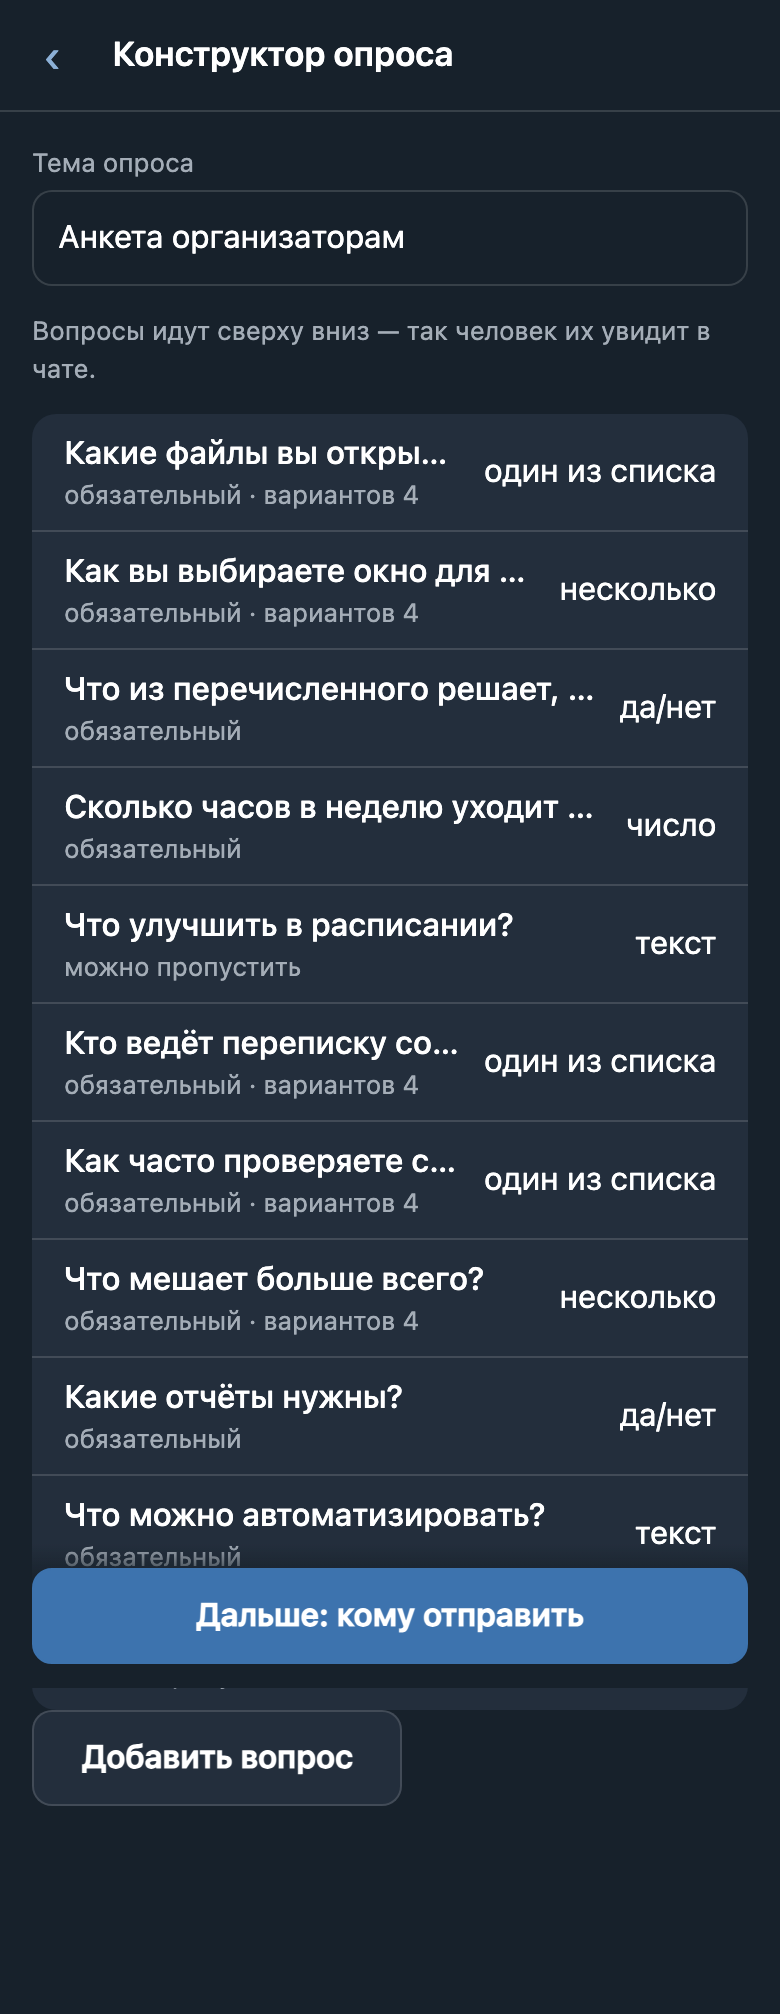 ‹ Конструктор опроса
Тема опроса
Анкета организаторам
Вопросы идут сверху вниз — так человек их увидит в
чате.
Какие файлы вы откры... один из списка
обязательный · вариантов 4
Как вы выбираете окно для ... несколько
обязательный · вариантов 4
Что из перечисленного решает, ... да/нет
обязательный
Сколько часов в неделю уходит ... число
обязательный
Что улучшить в расписании? текст
можно пропустить
Кто ведёт переписку со... один из списка
обязательный · вариантов 4
Как часто проверяете с... один из списка
обязательный · вариантов 4
Что мешает больше всего? несколько
обязательный · вариантов 4
Какие отчёты нужны? да/нет
обязательный
Что можно автоматизировать? текст
обязательный
Дальше: кому отправить
Добавить вопрос